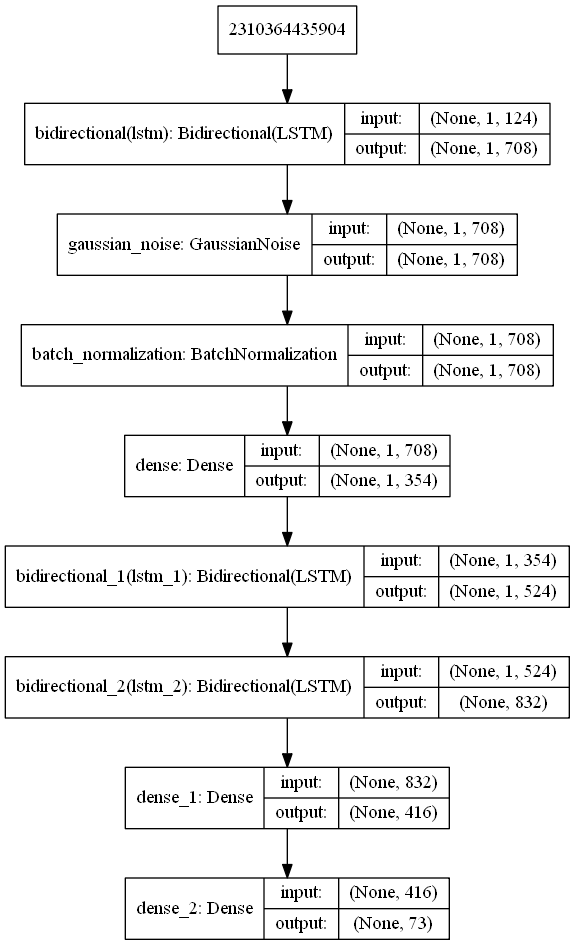 2310364435904
bidirectional(lstm): Bidirectional(LSTM)
input: (None, 1, 124)
output: (None, 1, 708)
gaussian_noise: GaussianNoise
input: (None, 1, 708)
output: (None, 1, 708)
batch_normalization: BatchNormalization
input: (None, 1, 708)
output: (None, 1, 708)
dense: Dense
input: (None, 1, 708)
output: (None, 1, 354)
bidirectional_1(lstm_1): Bidirectional(LSTM)
input: (None, 1, 354)
output: (None, 1, 524)
bidirectional_2(lstm_2): Bidirectional(LSTM)
input: (None, 1, 524)
output: (None, 832)
dense_1: Dense
input: (None, 832)
output: (None, 416)
dense_2: Dense
input: (None, 416)
output: (None, 73)